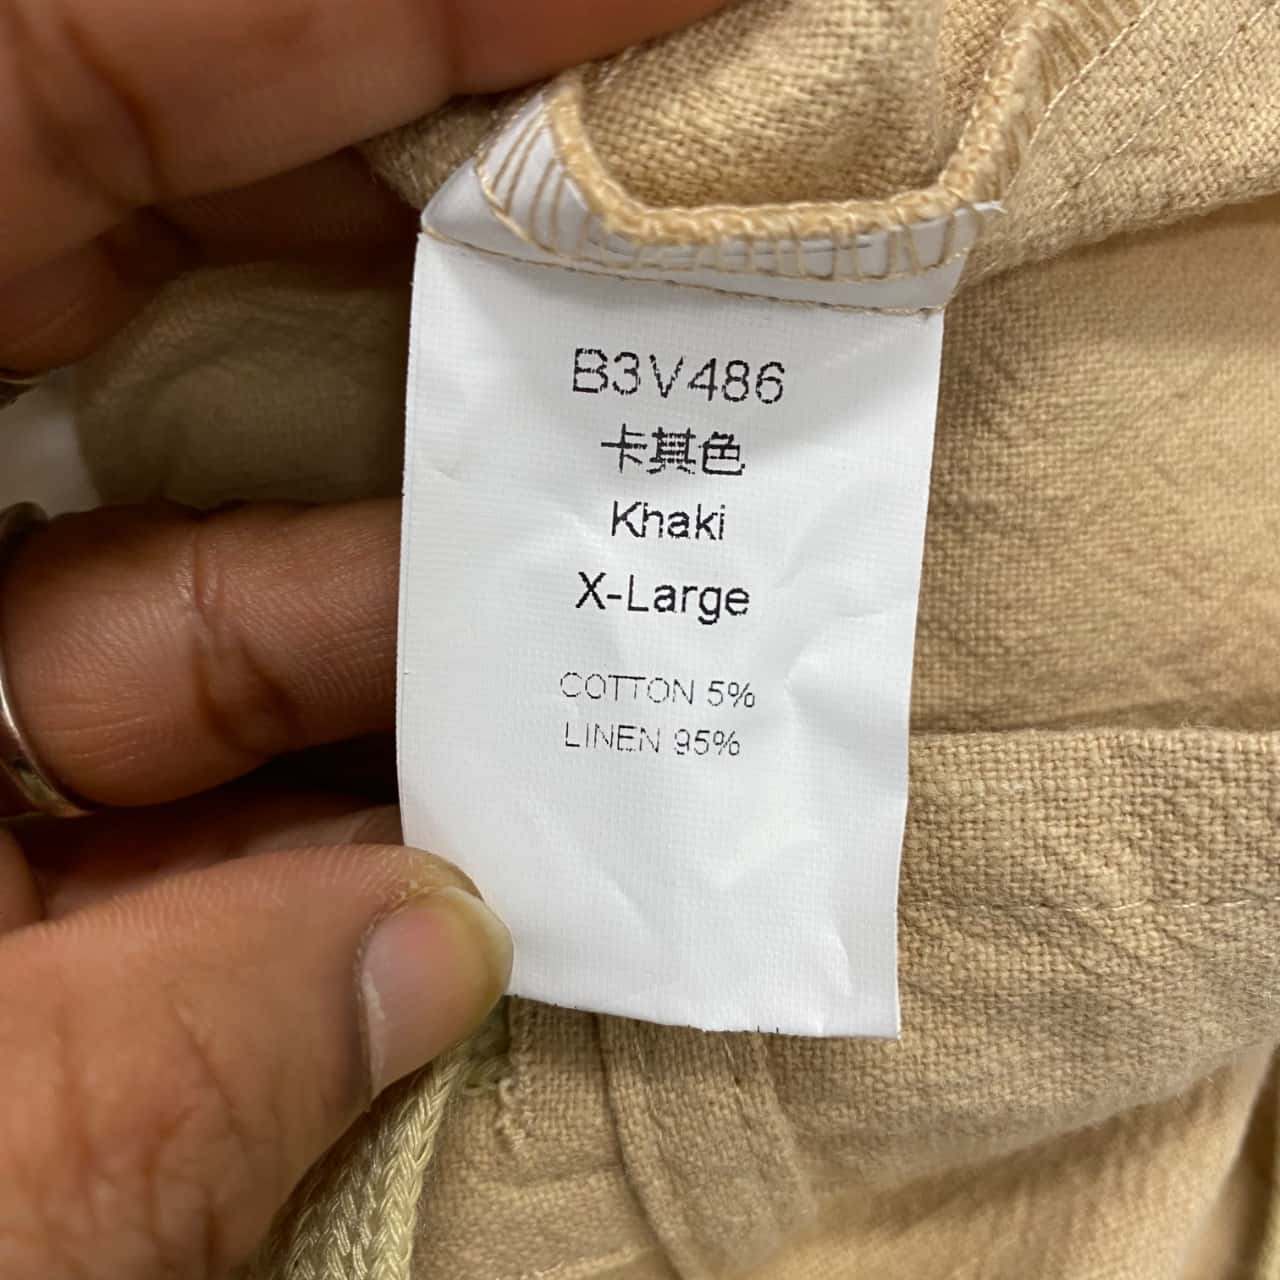 B3V486
卡其色
Khaki
X-Large
COTTON 5%
LINEN 95%